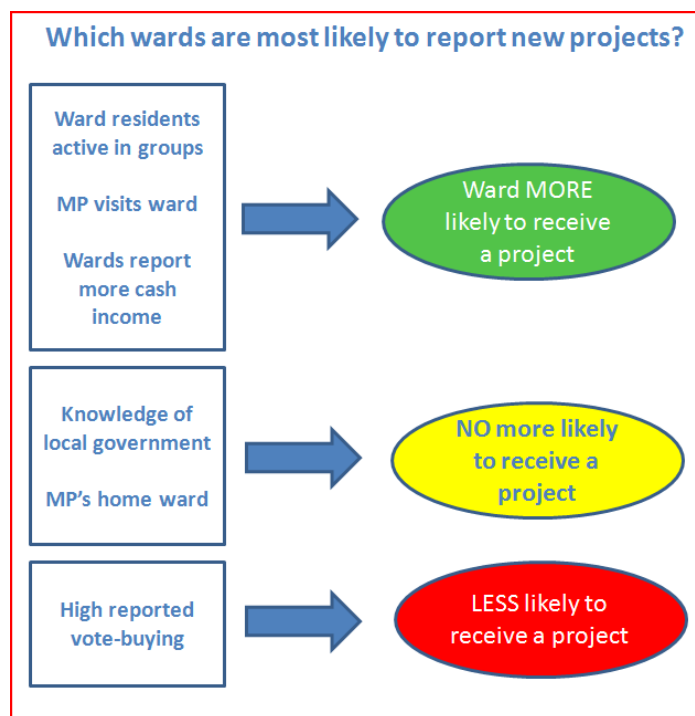 Which wards are most likely to report new projects?
Ward residents
active in groups
MP visits ward
Wards report
more cash
income
Ward MORE
likely to receive
a project
Knowledge of
local government
MP’s home ward
NO more likely
to receive a
project
High reported
vote-buying
LESS likely to
receive a project